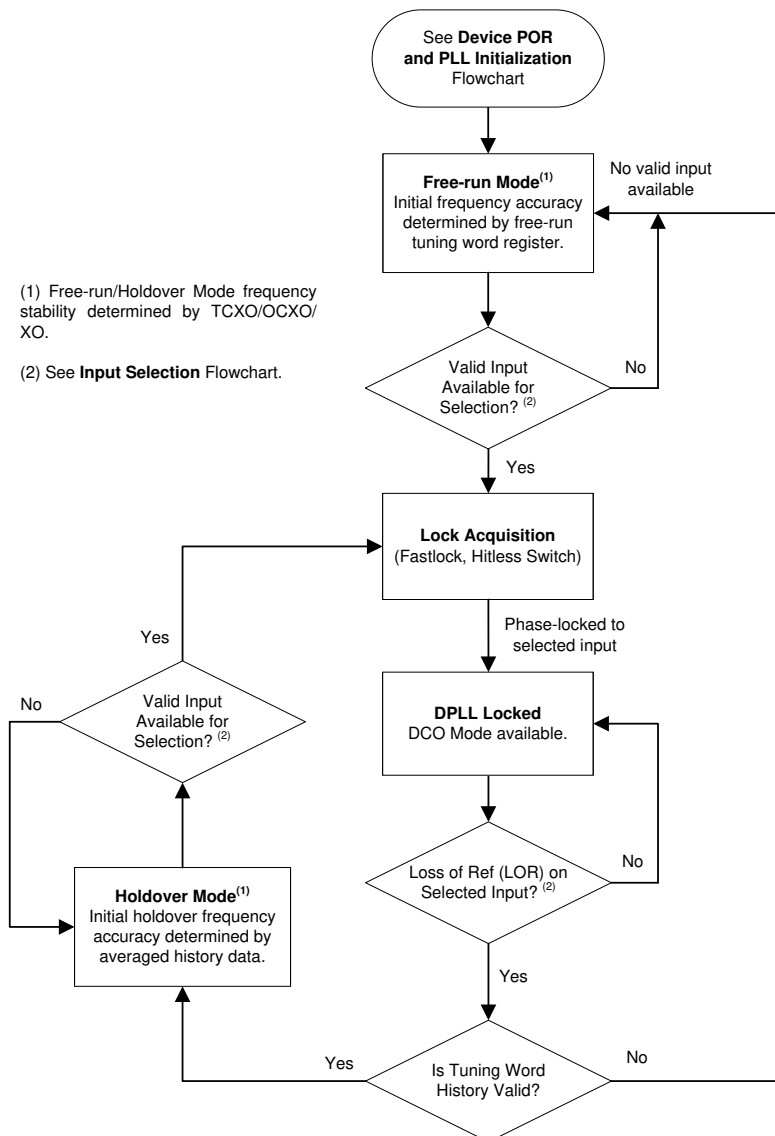 See Device POR
and PLL Initialization
Flowchart
Free-run Mode(1)
Initial frequency accuracy
determined by free-run
tuning word register.
No valid input
available
(1) Free-run/Holdover Mode frequency
stability determined by TCXO/OCXO/
XO.
(2) See Input Selection Flowchart.
Valid Input
Available for
Selection? (2)
No
Yes
Lock Acquisition
(Fastlock, Hitless Switch)
Phase-locked to
selected input
Yes
No
Valid Input
Available for
Selection? (2)
DPLL Locked
DCO Mode available.
Loss of Ref (LOR) on
Selected Input? (2)
No
Holdover Mode(1)
Initial holdover frequency
accuracy determined by
averaged history data.
Yes
Yes
Is Tuning Word
History Valid?
No